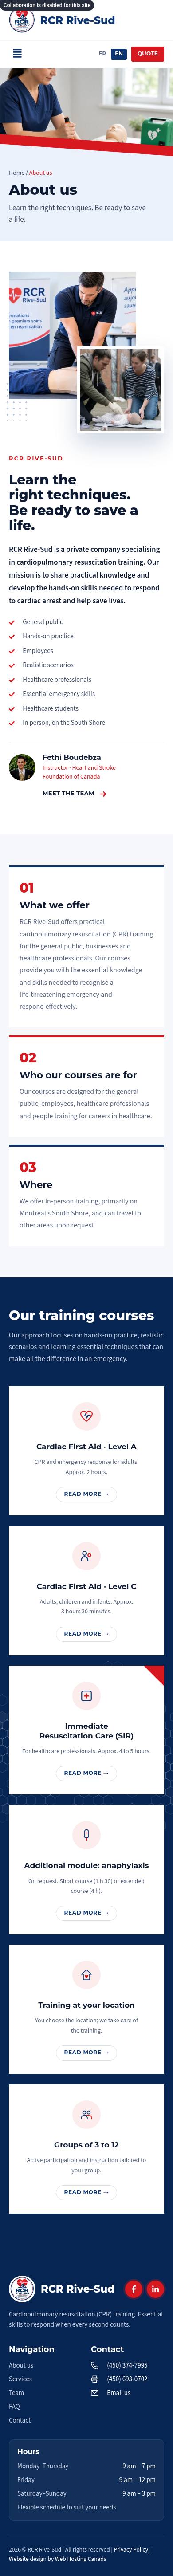 Collaboration is disabled for this site
RCR Rive-Sud
FR EN QUOTE
Home / About us
About us
Learn the right techniques. Be ready to save
a life.
RCR
Rive-Sud
RCR RIVE-SUD
Learn the
right techniques.
Be ready to save a
life.
RCR Rive-Sud is a private company specialising
in cardiopulmonary resuscitation training. Our
mission is to share practical knowledge and
develop the hands-on skills needed to respond
to cardiac arrest and help save lives.
General public
Hands-on practice
Employees
Realistic scenarios
Healthcare professionals
Essential emergency skills
Healthcare students
In person, on the South Shore
Fethi Boudebza
Instructor · Heart and Stroke
Foundation of Canada
MEET THE TEAM →
01
What we offer
RCR Rive-Sud offers practical
cardiopulmonary resuscitation (CPR) training
for the general public, businesses and
healthcare professionals. Our courses
provide you with the essential knowledge
and skills needed to recognise a
life-threatening emergency and
respond effectively.
02
Who our courses are for
Our courses are designed for the general
public, employees, healthcare professionals
and people training for careers in healthcare.
03
Where
We offer in-person training, primarily on
Montreal's South Shore, and can travel to
other areas upon request.
Our training courses
Our approach focuses on hands-on practice, realistic
scenarios and learning essential techniques that can
make all the difference in an emergency.
Cardiac First Aid · Level A
CPR and emergency response for adults.
Approx. 2 hours.
READ MORE →
Cardiac First Aid · Level C
Adults, children and infants. Approx.
3 hours 30 minutes.
READ MORE →
Immediate
Resuscitation Care (SIR)
For healthcare professionals. Approx. 4 to 5 hours.
READ MORE →
Additional module: anaphylaxis
On request. Short course (1 h 30) or extended
course (4 h).
READ MORE →
Training at your location
You choose the location; we take care of
the training.
READ MORE →
Groups of 3 to 12
Active participation and instruction tailored to
your group.
READ MORE →
RCR Rive-Sud
Cardiopulmonary resuscitation (CPR) training. Essential
skills to respond when every second counts.
Navigation
About us
Services
Team
FAQ
Contact
Contact
(450) 374-7995
(450) 693-0702
Email us
Hours
Monday–Thursday 9 am – 7 pm
Friday 9 am – 12 pm
Saturday–Sunday 9 am – 3 pm
Flexible schedule to suit your needs
2026 © RCR Rive-Sud | All rights reserved | Privacy Policy |
Website design by Web Hosting Canada